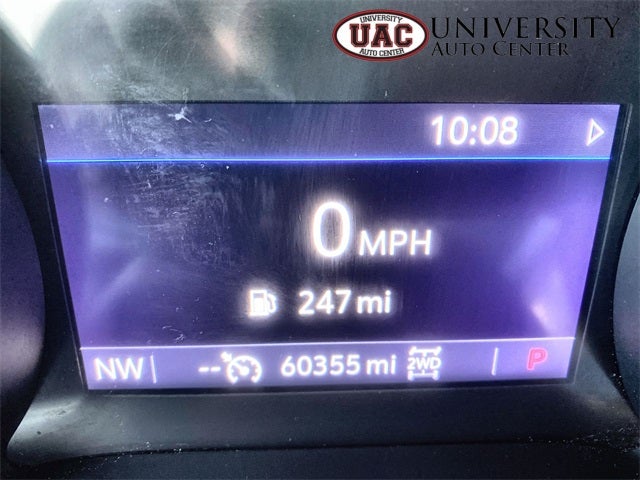 UNIVERSITY
UAC
AUTO CENTER
UNIVERSITY
AUTO CENTER
10:08
0 MPH
247 mi
NW -- 60355 mi 2WD P